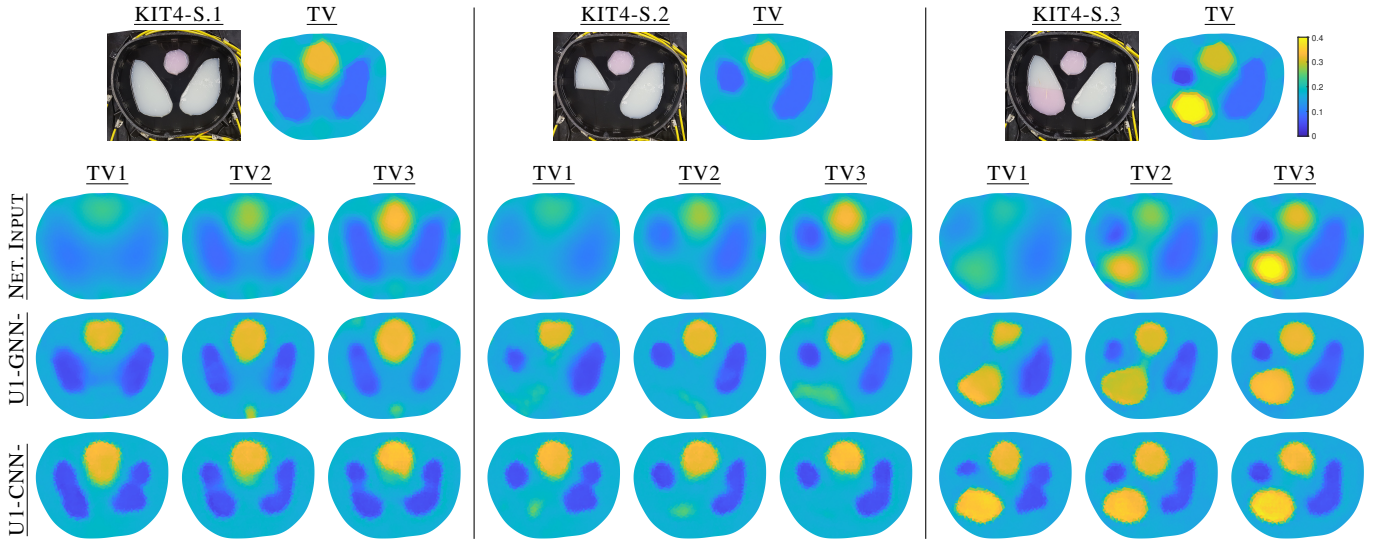 KIT4-S.1 TV KIT4-S.2 TV KIT4-S.3 TV
0.4
0.3
0.2
0.1
0
TV1 TV2 TV3 TV1 TV2 TV3 TV1 TV2 TV3
NET. INPUT
U1-GNN-
U1-CNN-